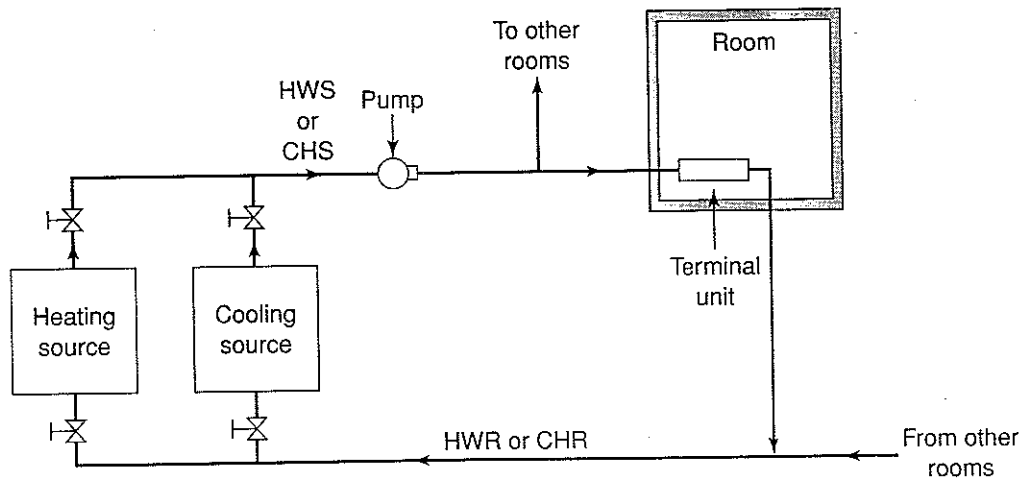 To other
rooms
Room
HWS
or
CHS
Pump
Terminal
unit
Heating
source
Cooling
source
HWR or CHR
From other
rooms